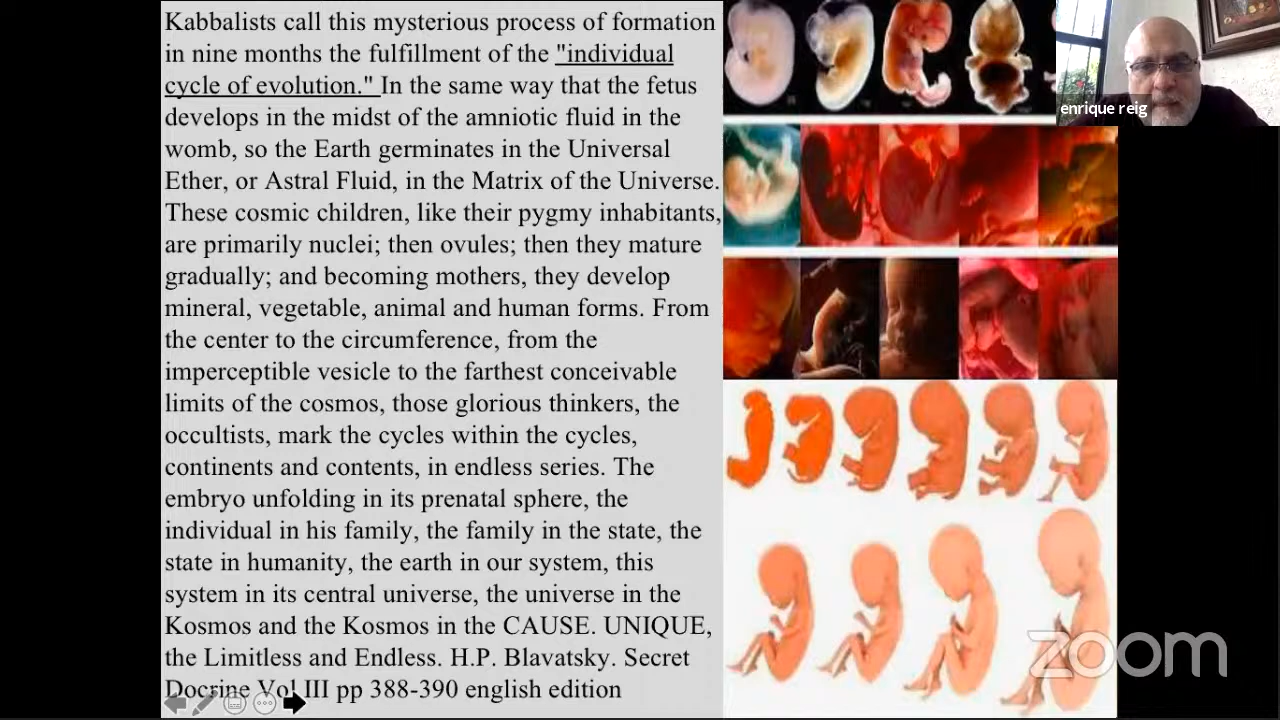 Kabbalists call this mysterious process of formation
in nine months the fulfillment of the "individual
cycle of evolution." In the same way that the fetus
develops in the midst of the amniotic fluid in the
womb, so the Earth germinates in the Universal
Ether, or Astral Fluid, in the Matrix of the Universe.
These cosmic children, like their pygmy inhabitants,
are primarily nuclei; then ovules; then they mature
gradually; and becoming mothers, they develop
mineral, vegetable, animal and human forms. From
the center to the circumference, from the
imperceptible vesicle to the farthest conceivable
limits of the cosmos, those glorious thinkers, the
occultists, mark the cycles within the cycles,
continents and contents, in endless series. The
embryo unfolding in its prenatal sphere, the
individual in his family, the family in the state, the
state in humanity, the earth in our system, this
system in its central universe, the universe in the
Kosmos and the Kosmos in the CAUSE. UNIQUE,
the Limitless and Endless. H.P. Blavatsky. Secret
Docrine Vol III pp 388-390 english edition
enrique reig
zoom